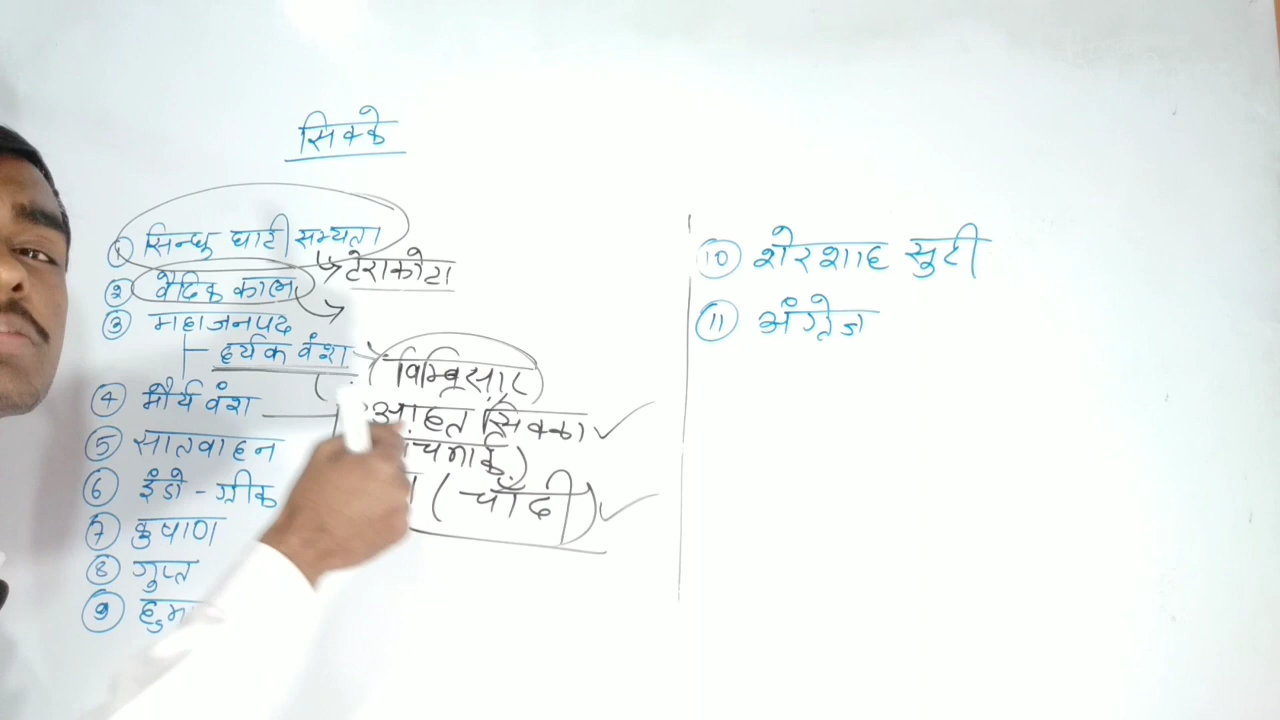 सिक्के
① सिन्धु घाटी सभ्यता
↳ टेराकोटा
② वैदिक काल
③ महाजनपद
हर्यक वंश
(बिम्बिसार)
आहत सिक्का ✓
(चाँदी) ✓
④ मौर्य वंश
⑤ सातवाहन
⑥ इंडो - ग्रीक
⑦ कुषाण
⑧ गुप्त
⑨
⑩ शेरशाह सूरी
⑪ अंग्रेज